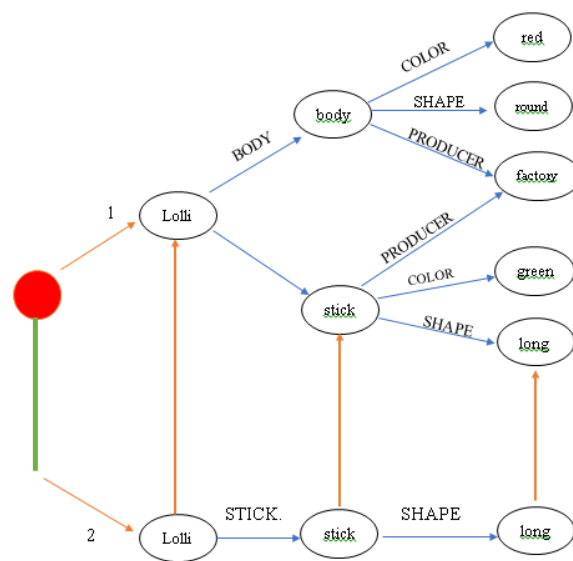 red
COLOR
SHAPE
round
body
BODY
PRODUCER
factory
1
Lolli
PRODUCER
green
COLOR
stick
SHAPE
long
STICK.
SHAPE
2
Lolli
stick
long